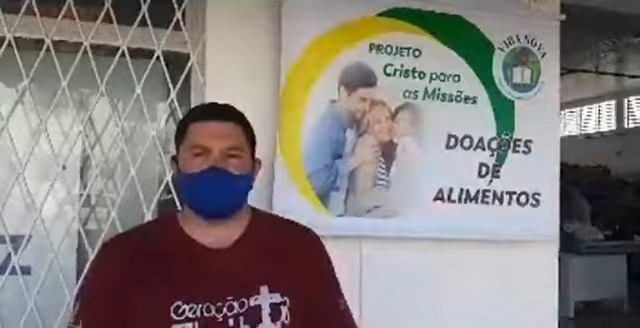 PROJETO
Cristo para
as Missões
VIDA NOVA
DOAÇÕES
DE
ALIMENTOS
Geração